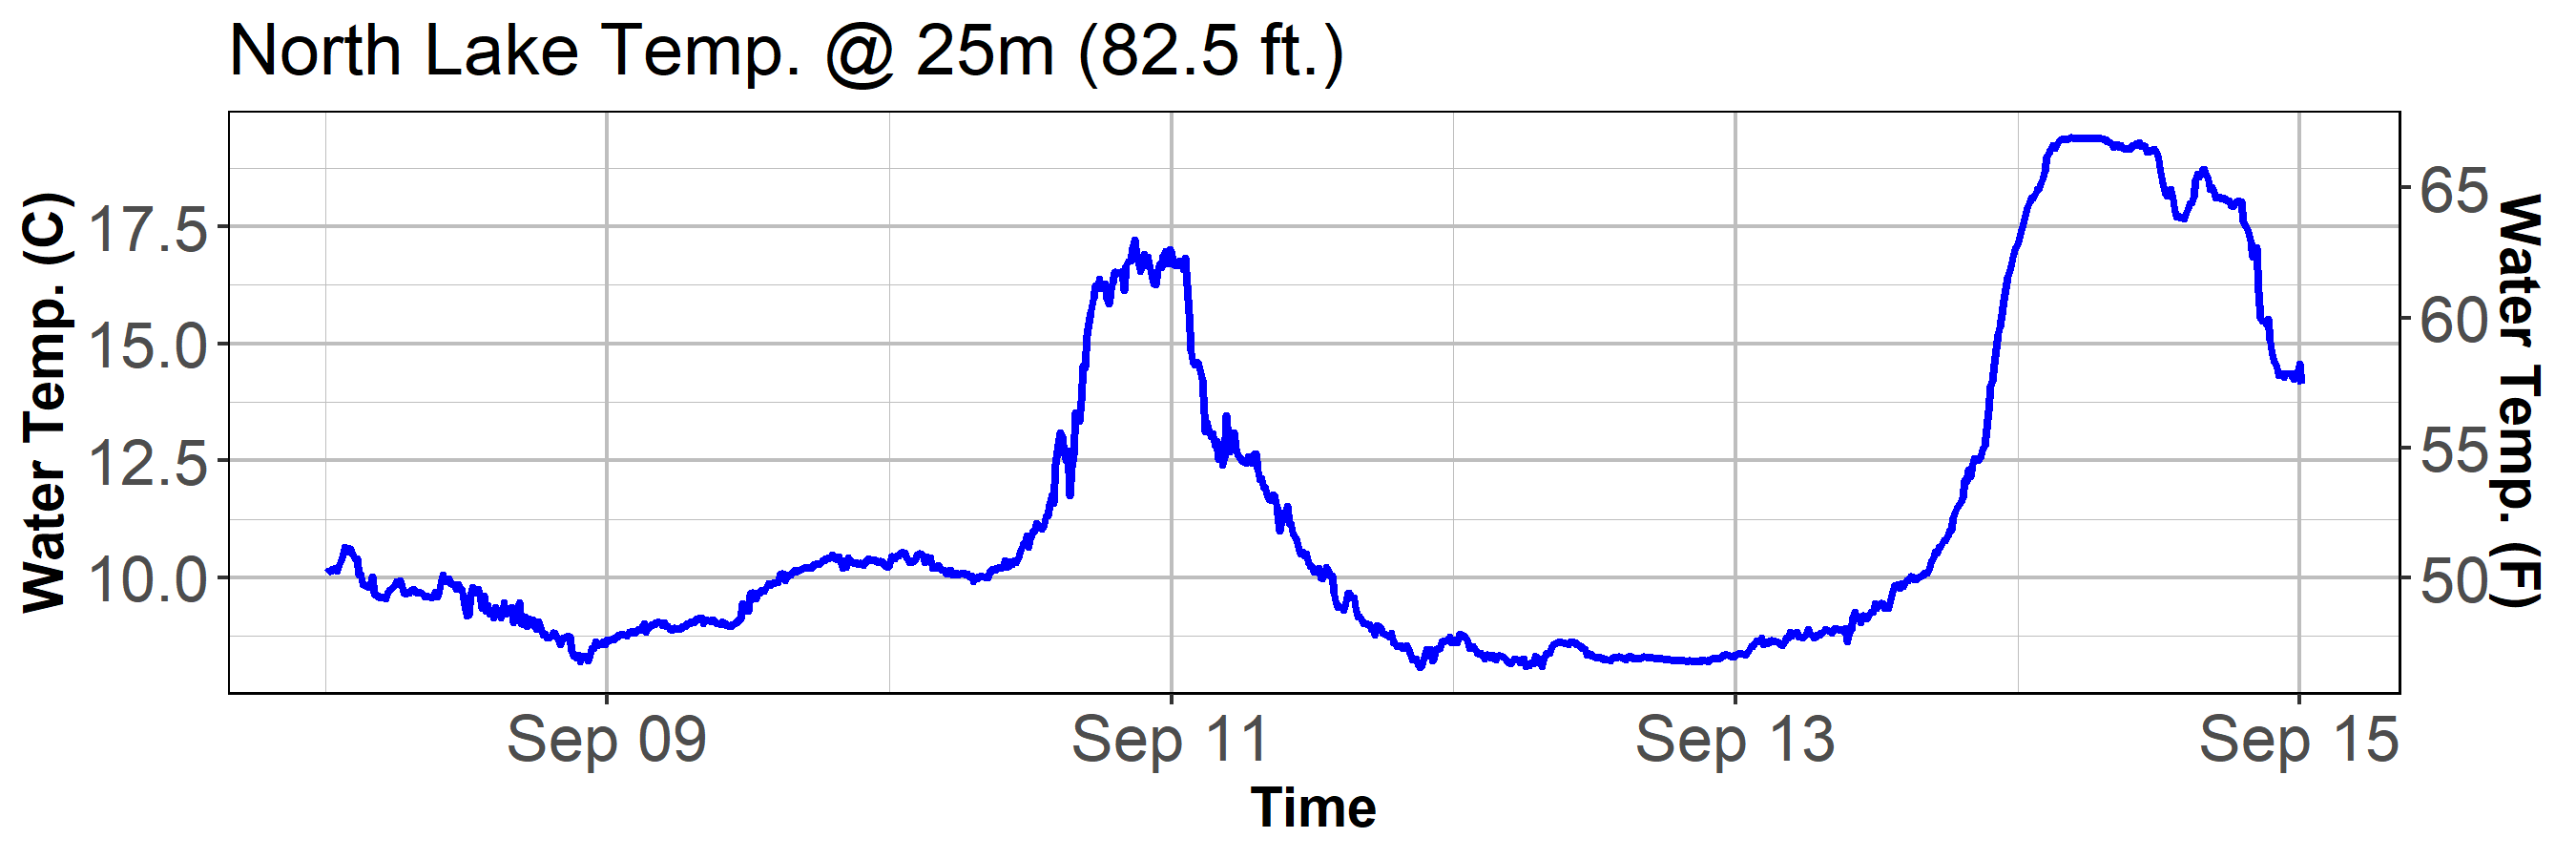 North Lake Temp. @ 25m (82.5 ft.)
Water Temp. (C)
17.5
15.0
12.5
10.0
65
60
55
50
Water Temp. (F)
Sep 09
Sep 11
Sep 13
Sep 15
Time